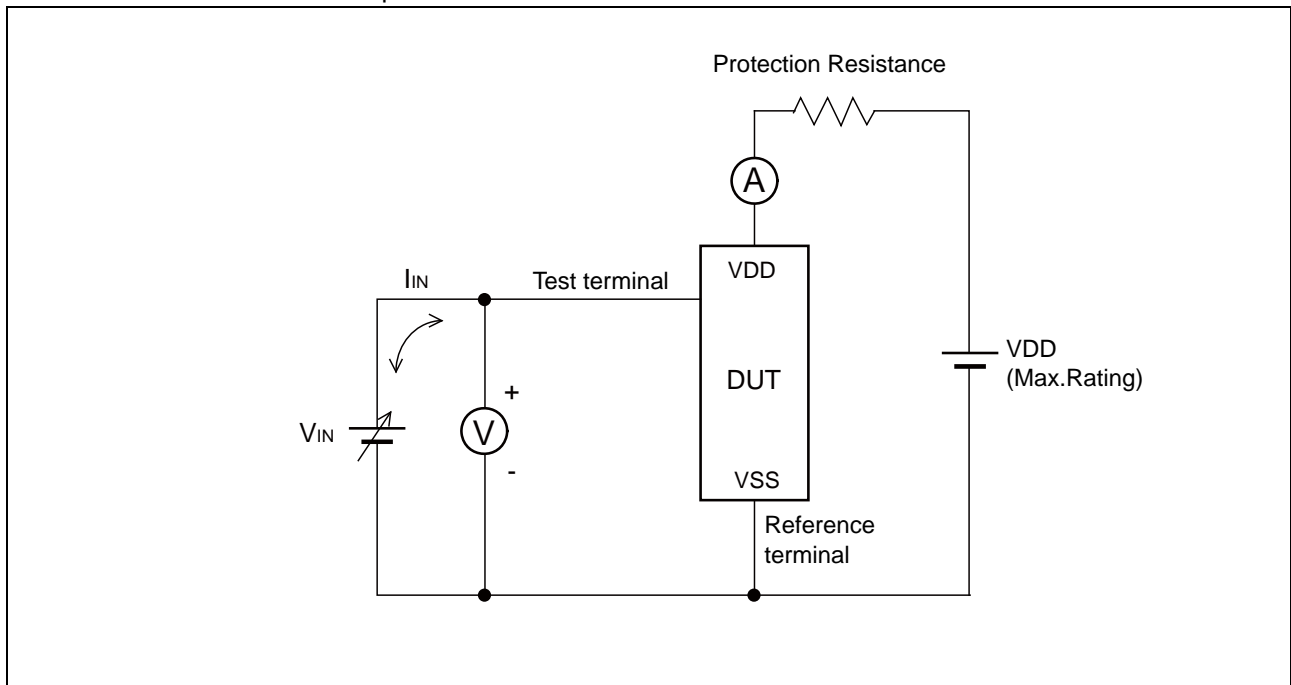 Protection Resistance
A
VDD
IIN
Test terminal
DUT
VDD
(Max.Rating)
VIN
+
V
-
VSS
Reference
terminal